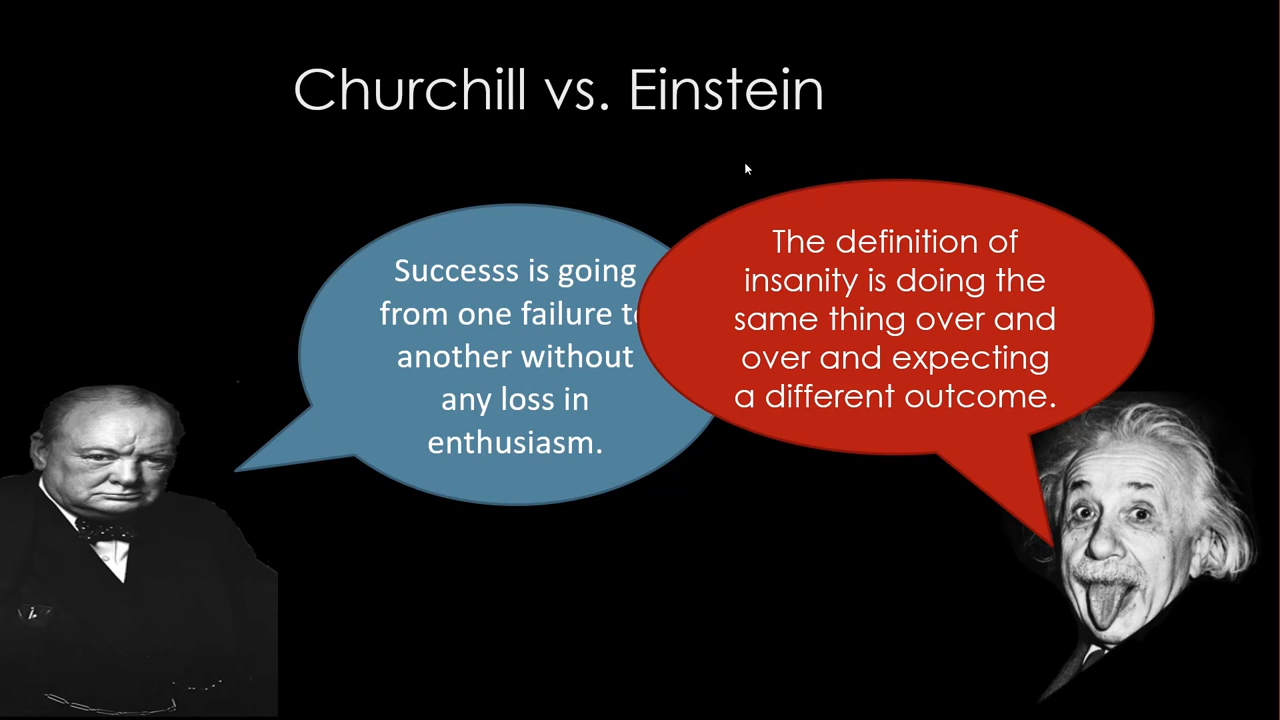 Churchill vs. Einstein
Successs is going
from one failure to
another without
any loss in
enthusiasm.
The definition of
insanity is doing the
same thing over and
over and expecting
a different outcome.